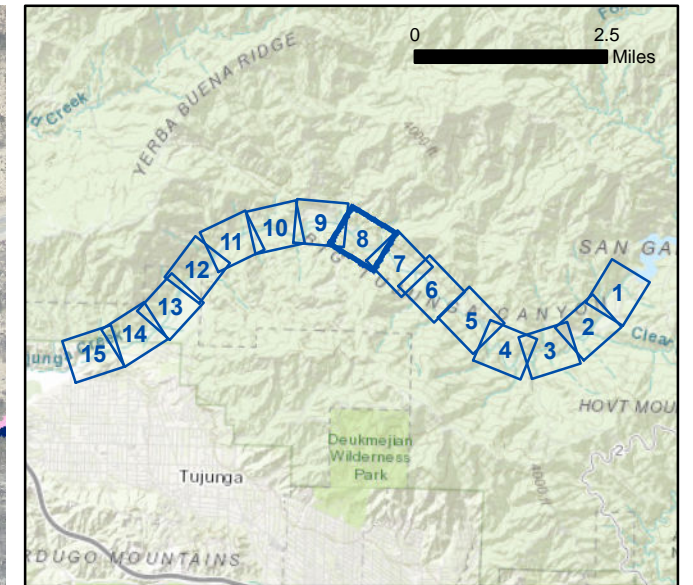 0 2.5
Miles
Creek
YERBA BUENA RIDGE
4000 ft
9
8
10
11
7
12
6
SAN GA
1
13
5
2
14
4
3
15
Creek
CANYON
Clear
HOYT MOU
2
Deukmejian
Wilderness
Park
Tujunga
4000 ft
RDUGO MOUNTAINS